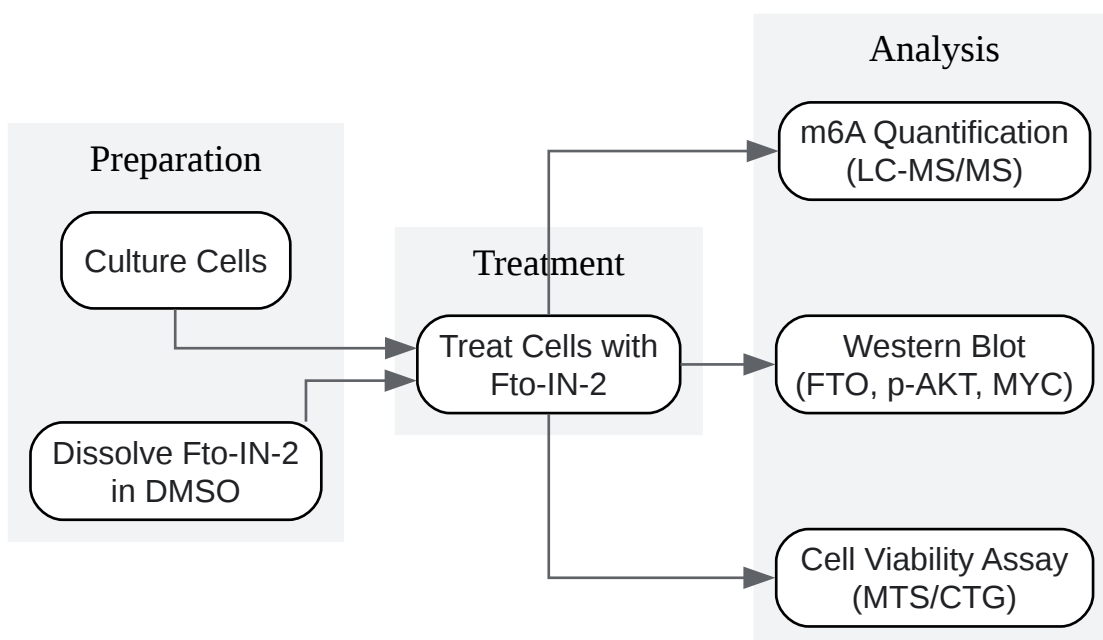 Preparation
Culture Cells
Dissolve Fto-IN-2
in DMSO
Treatment
Treat Cells with
Fto-IN-2
Analysis
m6A Quantification
(LC-MS/MS)
Western Blot
(FTO, p-AKT, MYC)
Cell Viability Assay
(MTS/CTG)